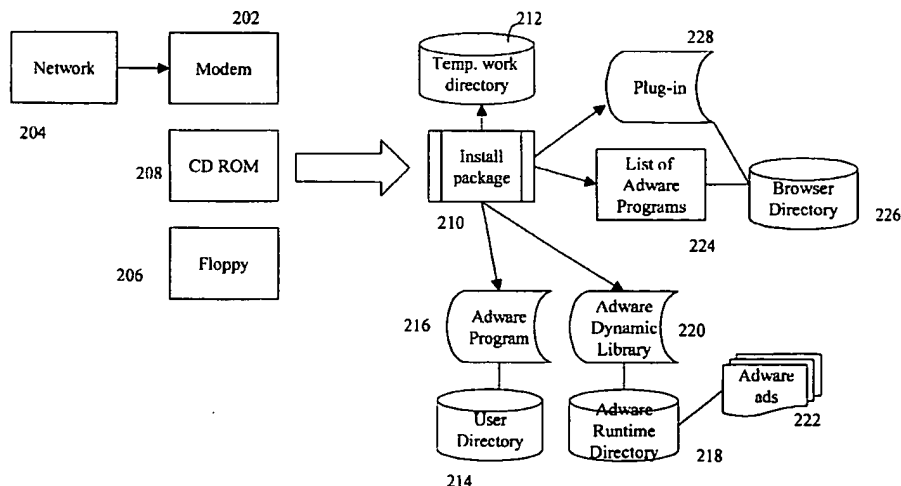 202
212
228
Network
Modem
Temp. work
directory
Plug-in
204
208
CD ROM
Install
package
List of
Adware
Programs
Browser
Directory
226
210
224
206
Floppy
216
Adware
Program
Adware
Dynamic
Library
220
Adware
ads
222
User
Directory
Adware
Runtime
Directory
218
214